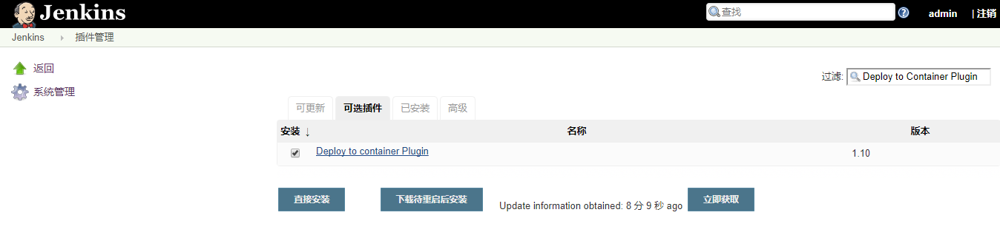 Jenkins 查找 admin | 注销
Jenkins 插件管理
返回
系统管理
过滤: Deploy to Container Plugin
可更新 可选插件 已安装 高级
安装 ↓ 名称 版本
Deploy to container Plugin 1.10
直接安装 下载待重启后安装 Update information obtained: 8 分 9 秒 ago 立即获取